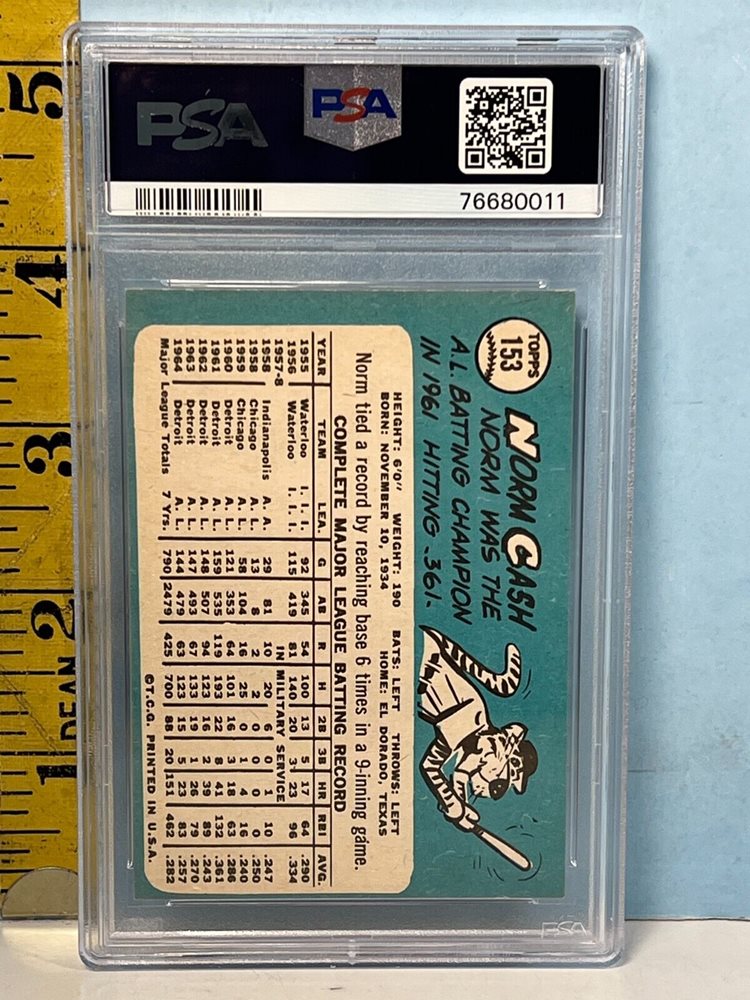 PSA
PSA
76680011
TOPPS
153
NORM CASH
NORM WAS THE
A.L. BATTING CHAMPION
IN 1961, HITTING .361.
HEIGHT: 6'0" WEIGHT: 190 BATS: LEFT THROWS: LEFT
BORN: NOVEMBER 10, 1934 HOME: EL DORADO, TEXAS
Norm tied a record by reaching base 6 times in a 9-inning game.
COMPLETE MAJOR LEAGUE BATTING RECORD
YEAR TEAM LEA. G AB R H 2B 3B HR RBI AVG.
1955 Waterloo I. I. I. 92 345 54 100 13 5 17 64 .290
1956 Waterloo I. I. I. 115 419 81 140 20 3 23 96 .334
1957-8 IN MILITARY SERVICE
1958 Indianapolis A. A. 29 81 10 20 6 0 1 10 .247
1958 Chicago A. L. 13 8 2 2 0 0 0 0 .250
1959 Chicago A. L. 58 104 16 25 0 1 4 16 .240
1960 Detroit A. L. 121 353 64 101 16 3 18 63 .286
1961 Detroit A. L. 159 535 119 193 22 8 41 132 .361
1962 Detroit A. L. 148 507 94 123 16 2 39 89 .243
1963 Detroit A. L. 147 493 67 133 19 1 26 79 .270
1964 Detroit A. L. 144 479 63 123 15 5 23 83 .257
Major League Totals 7 Yrs. 790 2479 425 700 88 20 151 462 .282
©T.C.G. PRINTED IN U.S.A.
PSA
5
4
3
2
1
DEAN